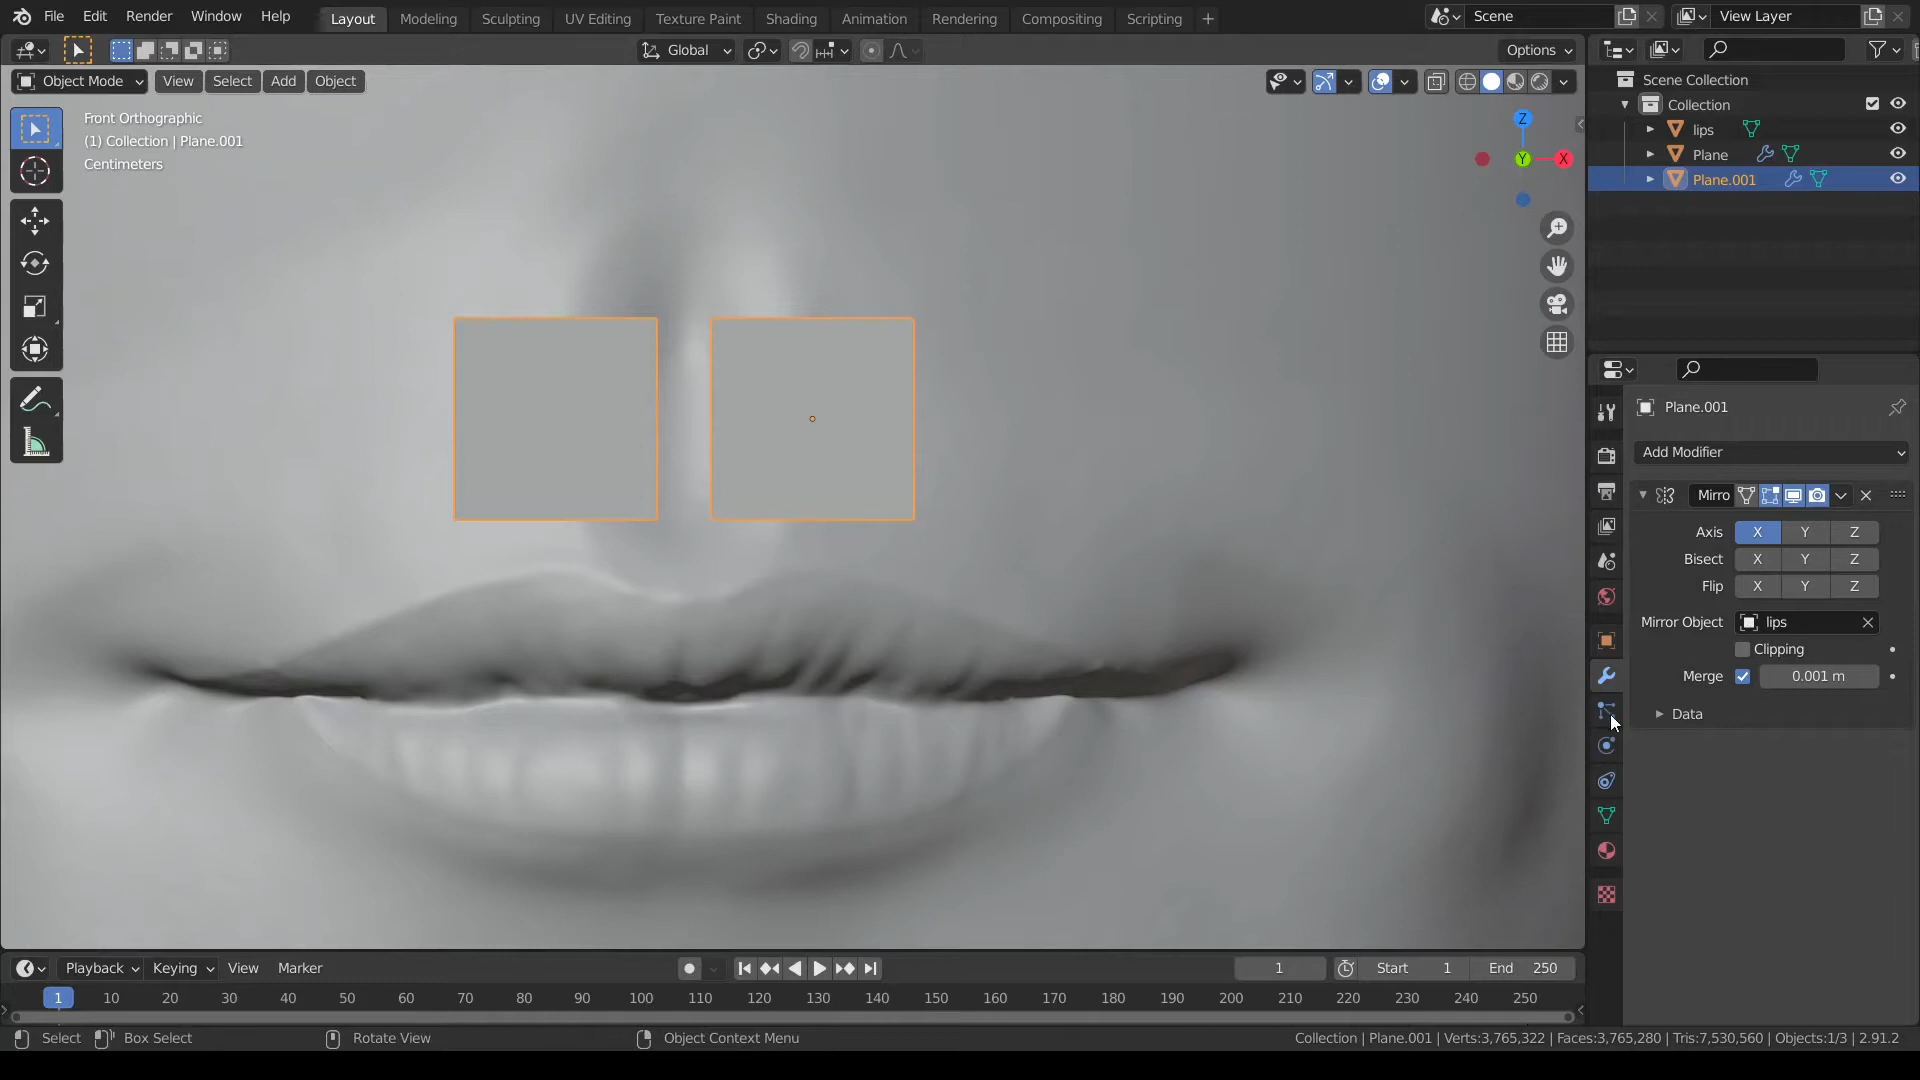 File Edit Render Window Help Layout Modeling Sculpting UV Editing Texture Paint Shading Animation Rendering Compositing Scripting Scene View Layer
Global Options
Object Mode View Select Add Object
Scene Collection
Collection
lips
Plane
Plane.001
Front Orthographic
(1) Collection | Plane.001
Centimeters
Z
Y
X
Plane.001
Add Modifier
Mirro
Axis X Y Z
Bisect X Y Z
Flip X Y Z
Mirror Object lips
Clipping
Merge 0.001 m
Data
Playback Keying View Marker 1 Start 1 End 250
1 10 20 30 40 50 60 70 80 90 100 110 120 130 140 150 160 170 180 190 200 210 220 230 240 250
Select Box Select Rotate View Object Context Menu Collection | Plane.001 | Verts:3,765,322 | Faces:3,765,280 | Tris:7,530,560 | Objects:1/3 | 2.91.2